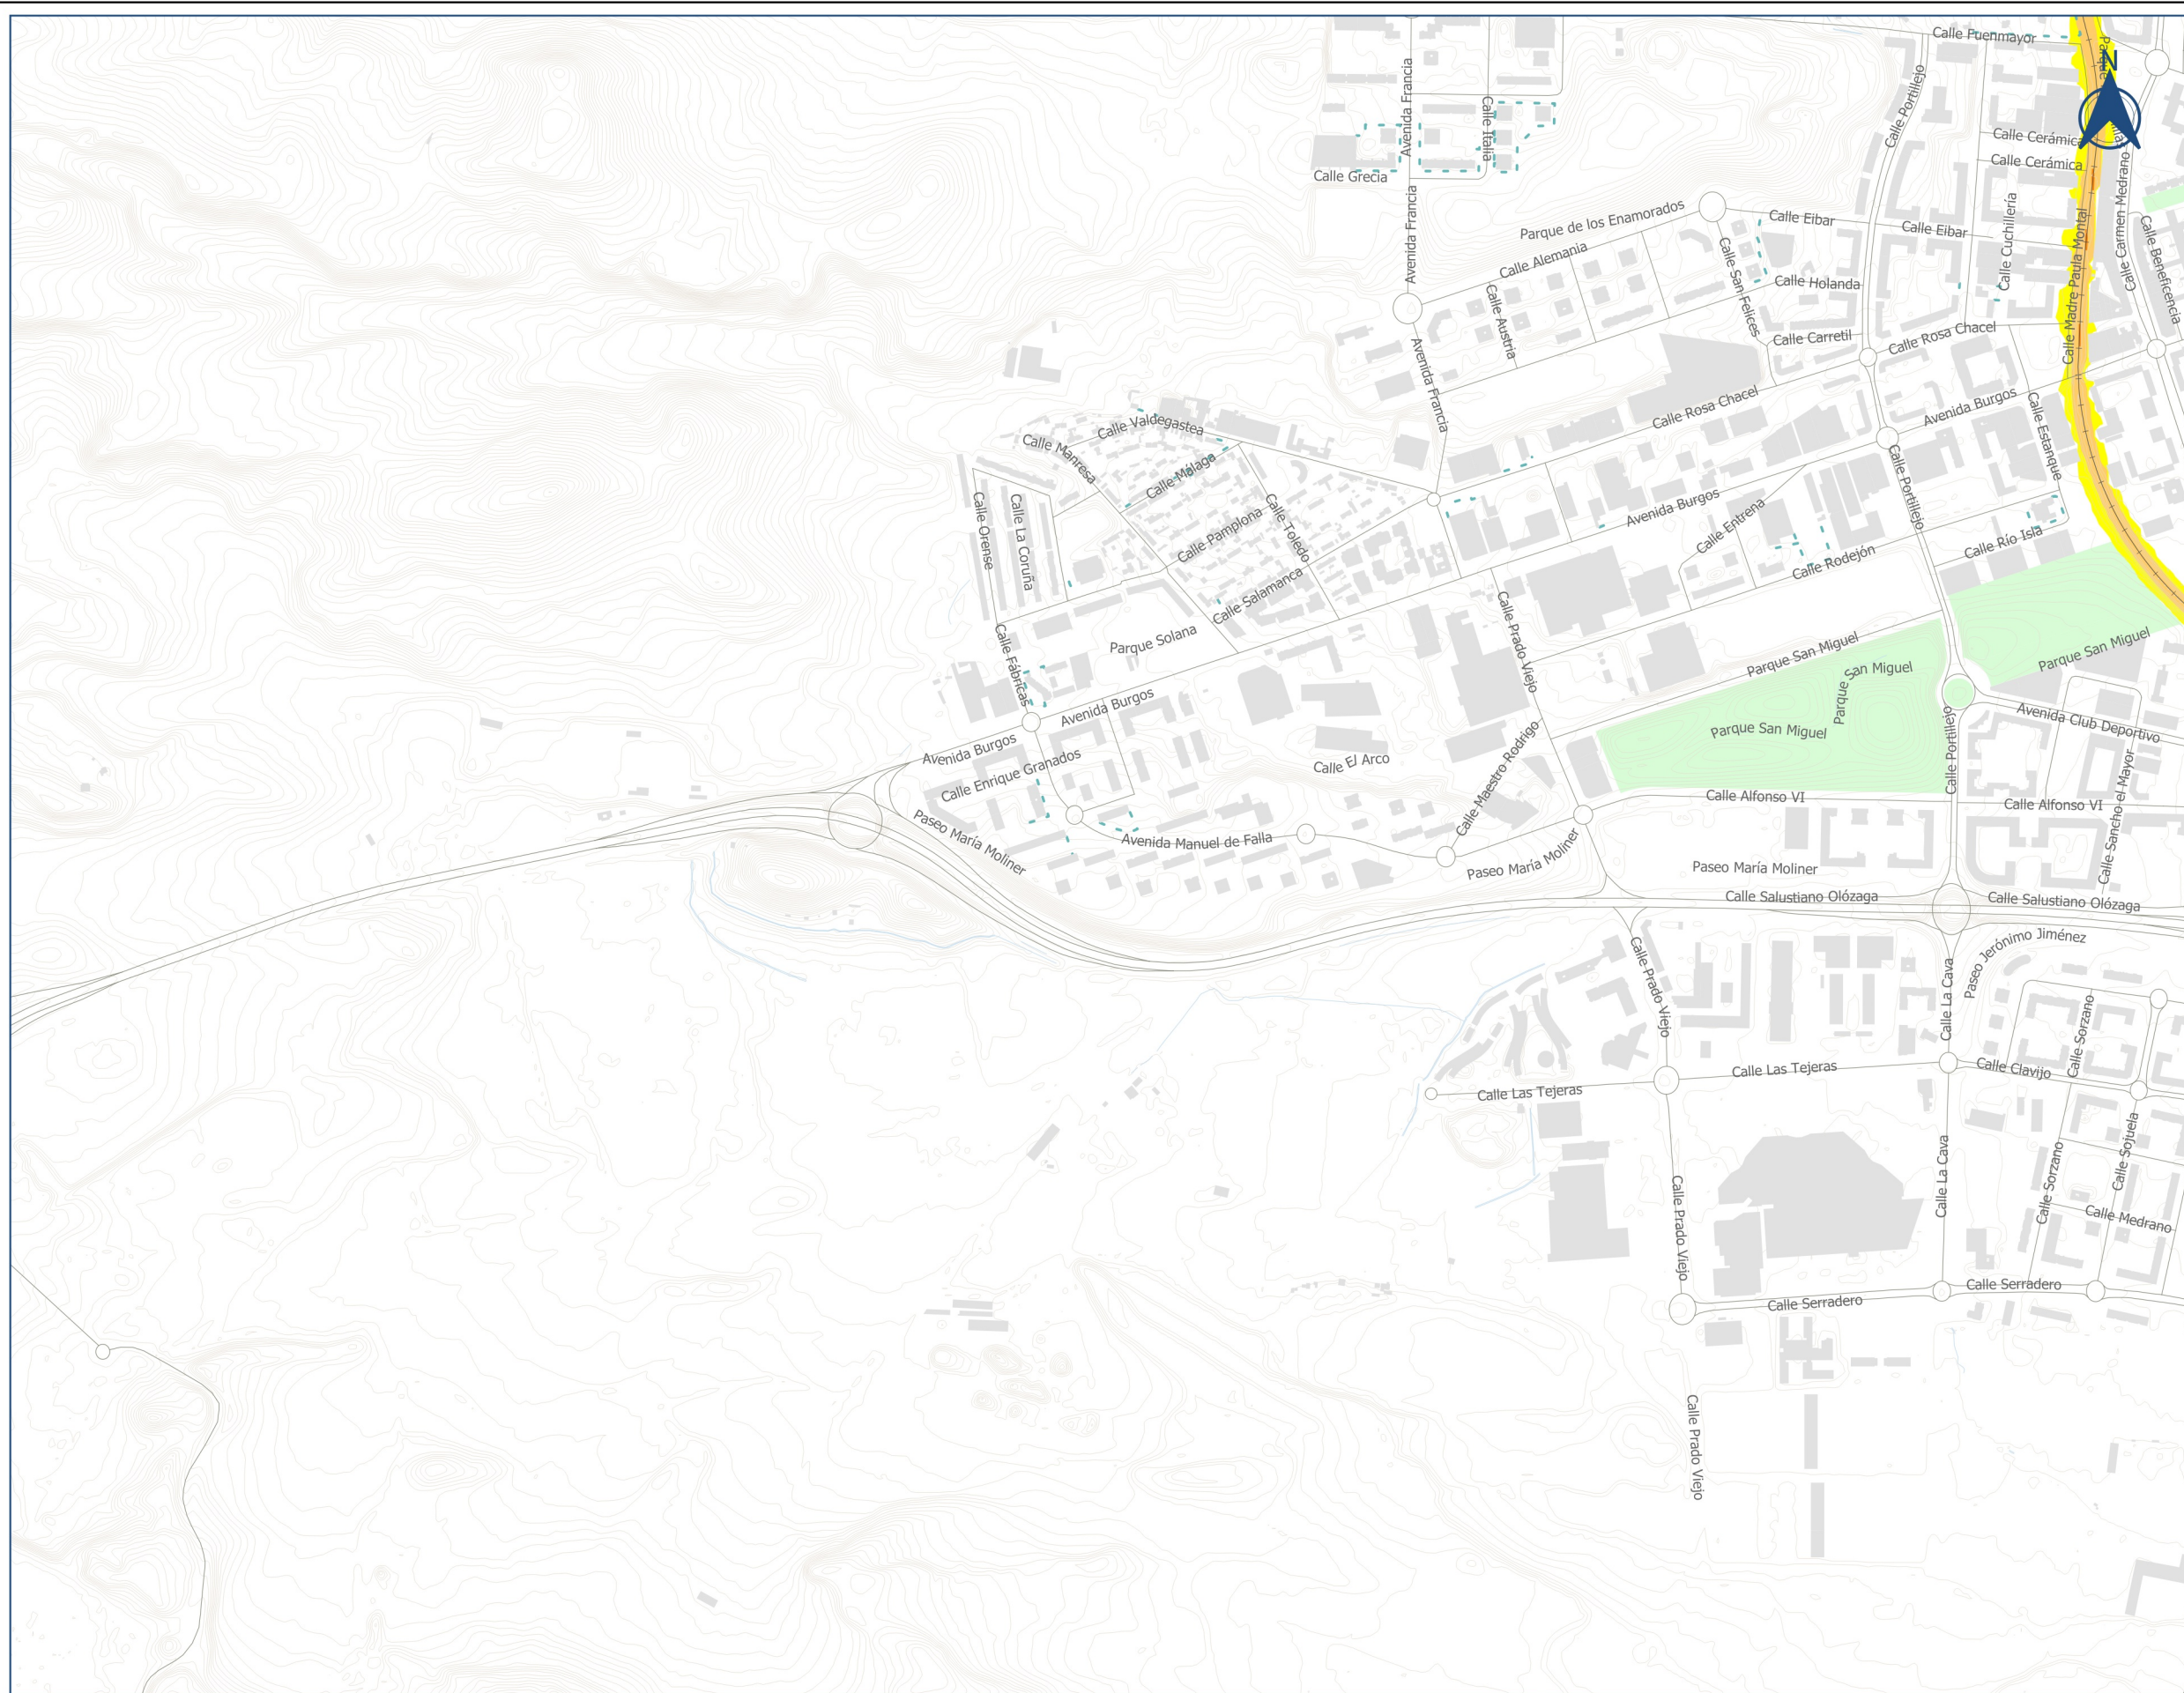 Calle Fuenmayor
Parque
N
Avenida Francia
Calle Italia
Calle Portillejo
Calle Cerámica
Calle Cerámica
Calle Grecia
Avenida Francia
Parque de los Enamorados
Calle Eibar
Calle Eibar
Calle Cuchillería
Calle Madre Paula Montal
Calle Carmen Medrano
Calle
Calle Beneficencia
Calle Alemania
Calle San Felices
Calle Holanda
Calle Austria
Calle Carretil
Calle Rosa Chacel
Avenida Francia
Calle Rosa Chacel
Avenida Burgos
Calle Estanque
Calle Valdegastea
Calle Manresa
Calle Málaga
Calle Portillejo
Calle Orense
Calle La Coruña
Calle Pamplona
Calle Toledo
Avenida Burgos
Calle Entrena
Calle Río Isla
Calle Rodejón
Calle Salamanca
Calle Prado Viejo
Calle Fábricas
Parque Solana
Parque San Miguel
Parque San Miguel
Parque San Miguel
Avenida Burgos
Avenida Burgos
Parque San Miguel
Calle Portillejo
Avenida Club Deportivo
Calle Enrique Granados
Calle El Arco
Calle Maestro Rodrigo
Calle Sancho el Mayor
Calle Alfonso VI
Calle Alfonso VI
Paseo María Moliner
Avenida Manuel de Falla
Paseo María Moliner
Paseo María Moliner
Calle Salustiano Olózaga
Calle Salustiano Olózaga
Calle Prado Viejo
Paseo Jerónimo Jiménez
Calle La Cava
Calle Sorzano
Calle Las Tejeras
Calle Las Tejeras
Calle Clavijo
Calle La Cava
Calle Sorzano
Calle Sojuela
Calle Medrano
Calle Prado Viejo
Calle Serradero
Calle Serradero
Calle Prado Viejo